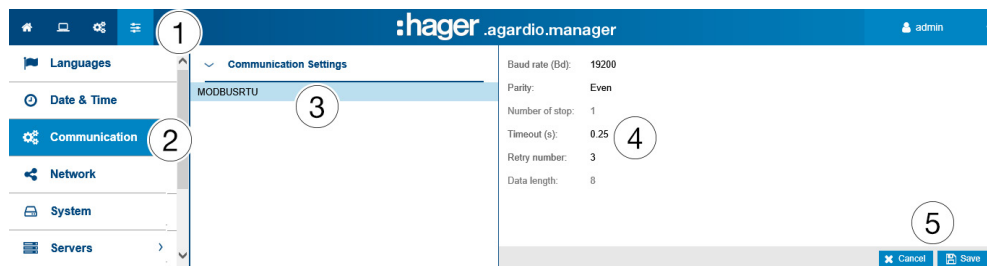 1
:hager .agardio.manager
admin
Languages
Date & Time
Communication
2
Network
System
Servers
Communication Settings
MODBUSRTU
3
Baud rate (Bd): 19200
Parity: Even
Number of stop: 1
Timeout (s): 0.25
4
Retry number: 3
Data length: 8
5
Cancel Save